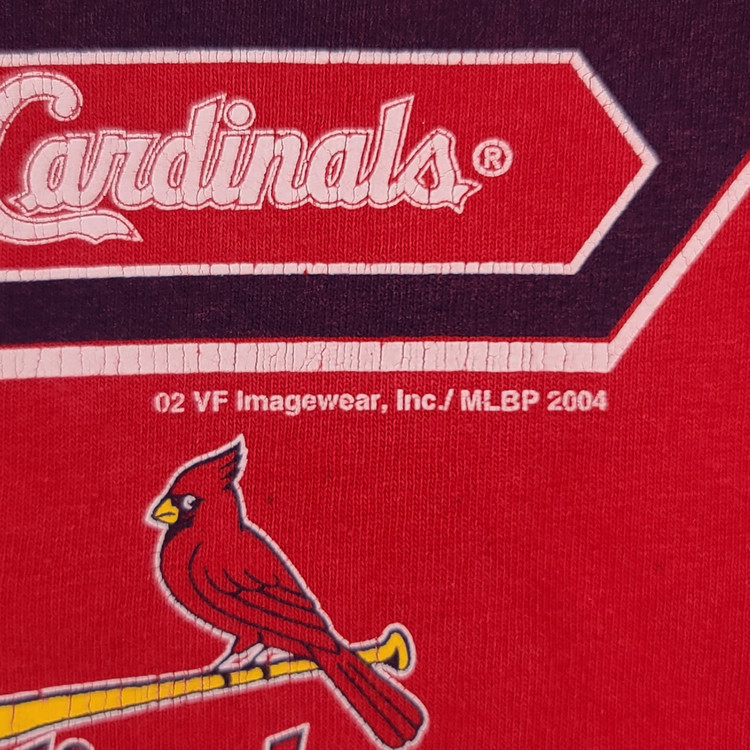 Cardinals®
02 VF Imagewear, Inc./ MLBP 2004